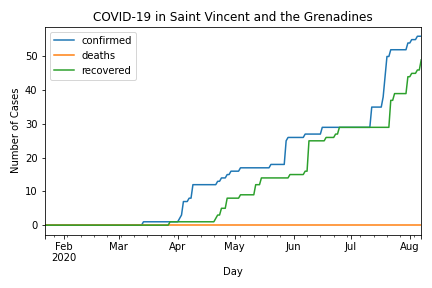 COVID-19 in Saint Vincent and the Grenadines
confirmed
deaths
recovered
Number of Cases
50
40
30
20
10
0
Feb Mar Apr May Jun Jul Aug
2020
Day